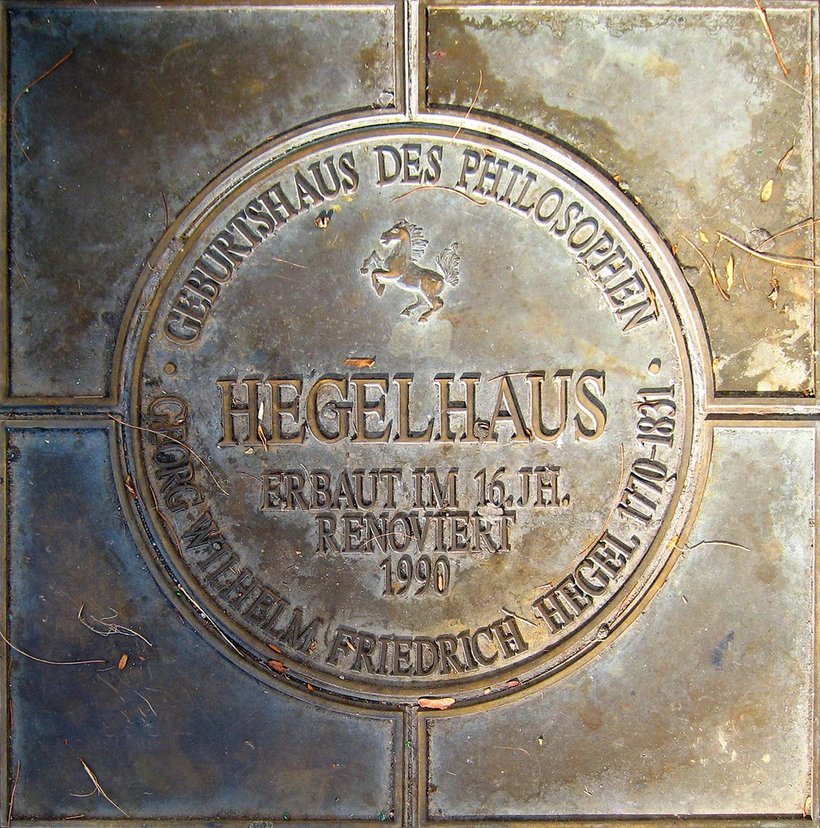 GEBURTSHAUS DES PHILOSOPHEN
HEGELHAUS
ERBAUT IM 16. JH.
RENOVIERT
1990
GEORG WILHELM FRIEDRICH HEGEL 1770-1831